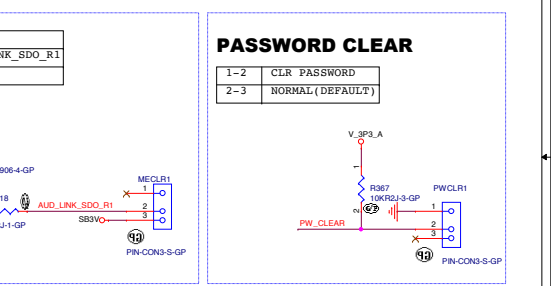 NK_SDO_R1
906-4-GP
18
J-1-GP
AUD_LINK_SDO_R1
SB3V
MECLR1
1
2
3
PIN-CON3-S-GP
PASSWORD CLEAR
1-2 CLR PASSWORD
2-3 NORMAL(DEFAULT)
V_3P3_A
1
R367
10KR2J-3-GP
2
PW_CLEAR
PWCLR1
1
2
3
PIN-CON3-S-GP